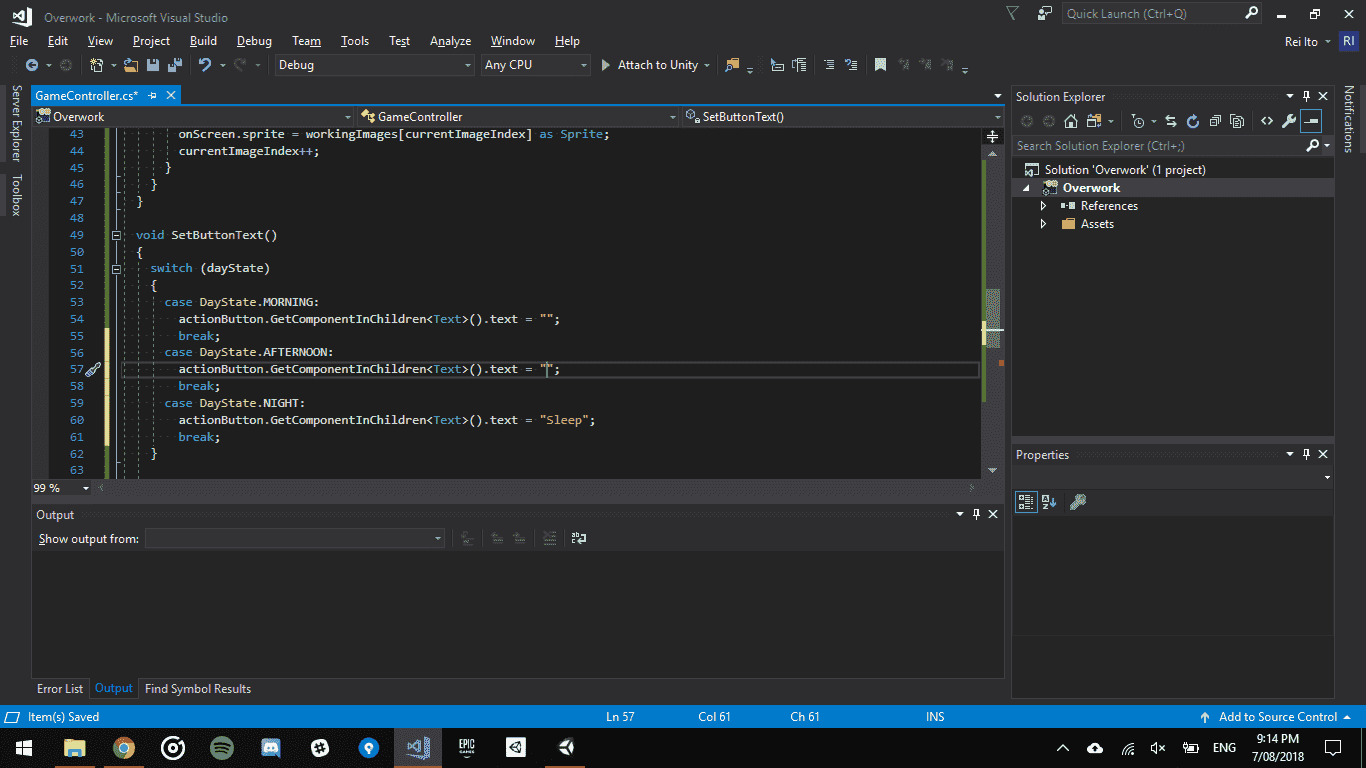 Overwork - Microsoft Visual Studio
Quick Launch (Ctrl+Q)
File Edit View Project Build Debug Team Tools Test Analyze Window Help
Rei Ito RI
Debug Any CPU Attach to Unity
Server Explorer
Toolbox
GameController.cs*
Overwork GameController SetButtonText()
43 onScreen.sprite = workingImages[currentImageIndex] as Sprite;
44 currentImageIndex++;
45 }
46 }
47 }
48
49 void SetButtonText()
50 {
51 switch (dayState)
52 {
53 case DayState.MORNING:
54 actionButton.GetComponentInChildren<Text>().text = "";
55 break;
56 case DayState.AFTERNOON:
57 actionButton.GetComponentInChildren<Text>().text = "";
58 break;
59 case DayState.NIGHT:
60 actionButton.GetComponentInChildren<Text>().text = "Sleep";
61 break;
62 }
63
99 %
Output
Show output from:
Error List Output Find Symbol Results
Solution Explorer
Search Solution Explorer (Ctrl+;)
Solution 'Overwork' (1 project)
Overwork
References
Assets
Properties
Notifications
Item(s) Saved Ln 57 Col 61 Ch 61 INS Add to Source Control
EPIC GAMES
ENG
9:14 PM
7/08/2018